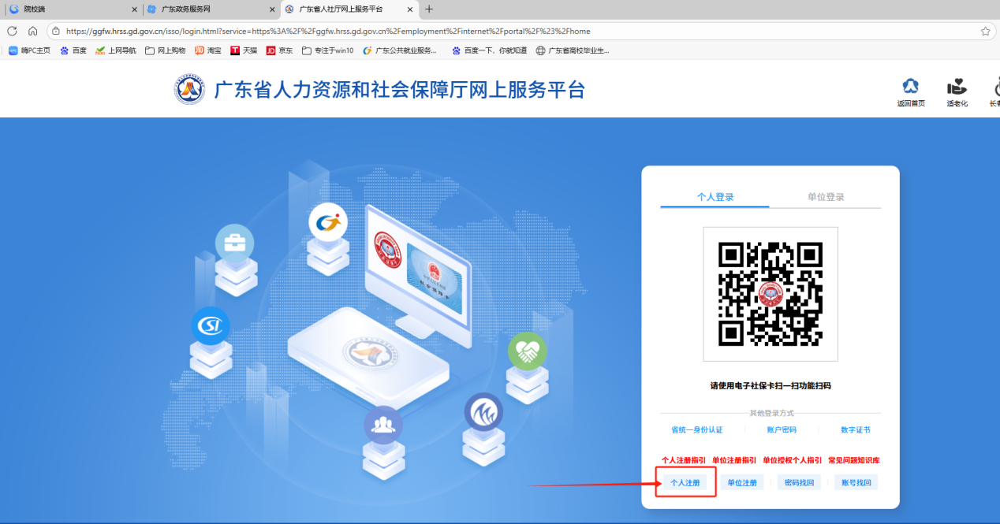 院校端
广东政务服务网
广东省人社厅网上服务平台
https://ggfw.hrss.gd.gov.cn/isso/login.html?service=https%3A%2F%2Fggfw.hrss.gd.gov.cn%2Femployment%2Finternet%2Fportal%2F%23%2Fhome
嗨PC主页 百度 上网导航 网上购物 淘宝 天猫 京东 专注于win10 广东公共就业服务... 百度一下，你就知道 广东省高校毕业生...
广东省人力资源和社会保障厅网上服务平台
返回首页 适老化 长者
个人登录 单位登录
请使用电子社保卡扫一扫功能扫码
其他登录方式
省统一身份认证 账户密码 数字证书
个人注册指引 单位注册指引 单位授权个人指引 常见问题知识库
个人注册 单位注册 密码找回 账号找回